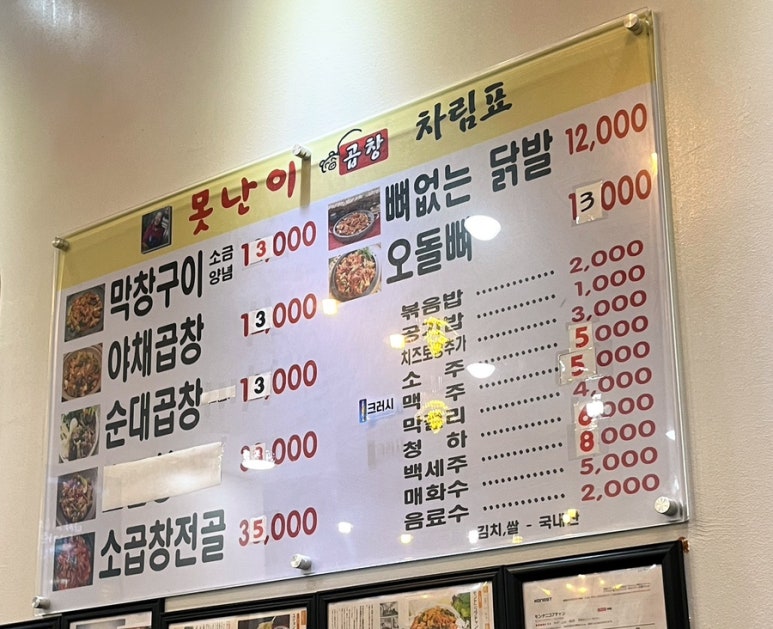 못난이 곱창 차림표
막창구이 소금 양념 13,000
야채곱창 13,000
순대곱창 13,000
소곱창전골 35,000
뼈없는 닭발 12,000
오돌뼈 13,000
볶음밥 2,000
공기밥 1,000
치즈토핑추가 3,000
소주 5,000
크러시 맥주 5,000
막걸리 4,000
청하 6,000
백세주 8,000
매화수 5,000
음료수 2,000
김치,쌀 - 국내산